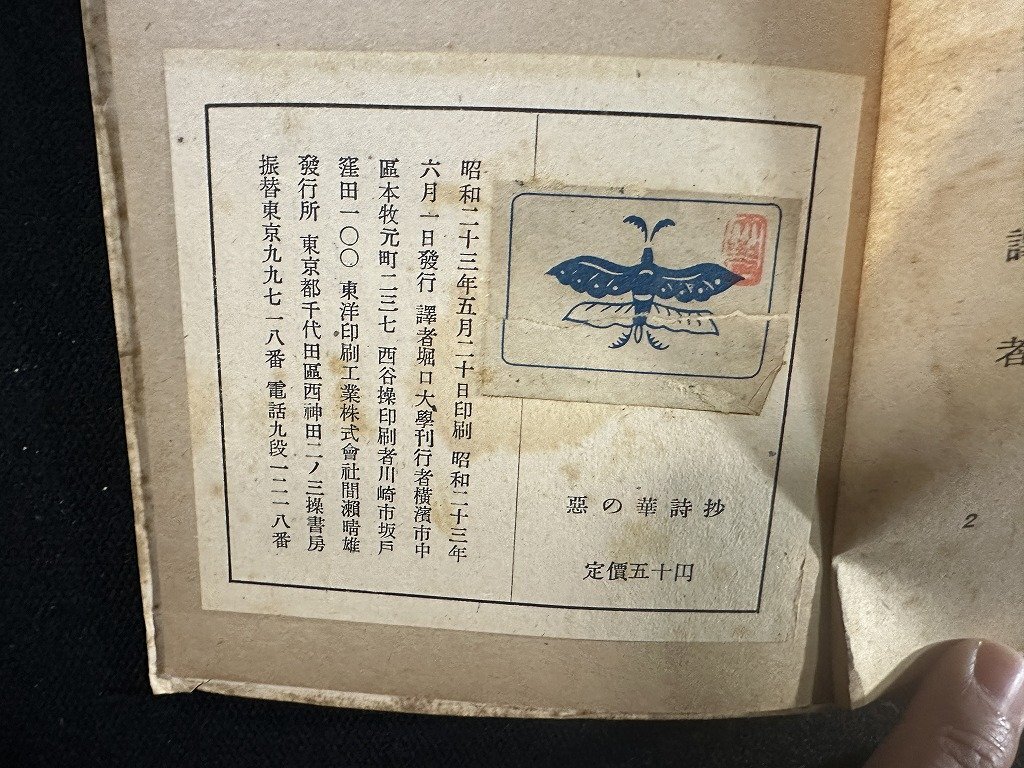 昭和二十三年五月二十日印刷 昭和二十三年
六月一日發行 譯者堀口大學刊行者横濱市中
區本牧元町二三七 西谷操印刷者川崎市坂戸
窪田一〇〇 東洋印刷工業株式會社間瀬晴雄
發行所 東京都千代田區西神田二ノ三操書房
振替東京九九七一八番 電話九段一二一八番
惡の華詩抄
定價五十円
譯者
2